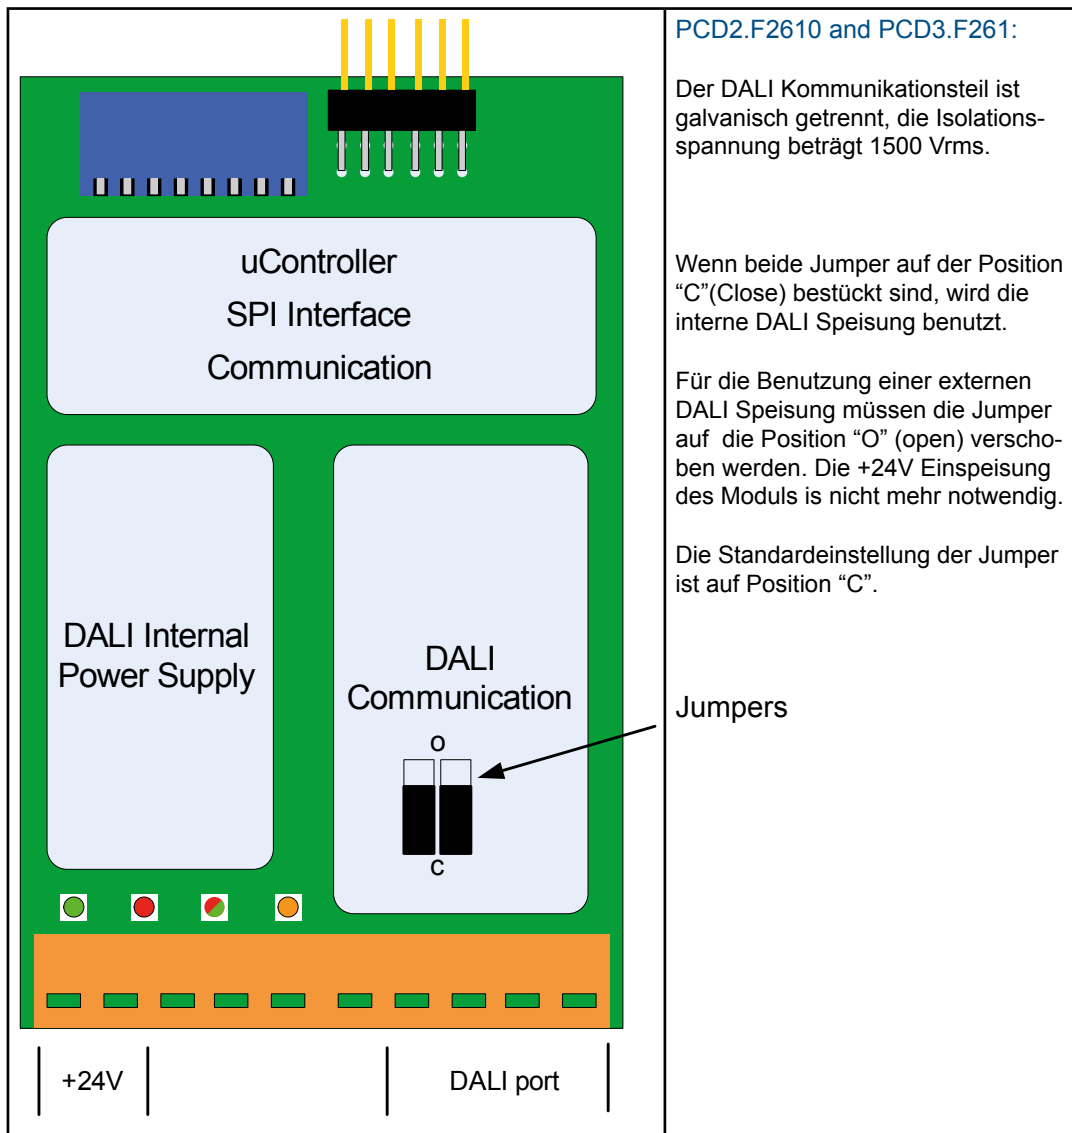 uController
SPI Interface
Communication
DALI Internal
Power Supply
DALI
Communication
o
c
+24V
DALI port
PCD2.F2610 and PCD3.F261:
Der DALI Kommunikationsteil ist
galvanisch getrennt, die Isolations-
spannung beträgt 1500 Vrms.
Wenn beide Jumper auf der Position
“C”(Close) bestückt sind, wird die
interne DALI Speisung benutzt.
Für die Benutzung einer externen
DALI Speisung müssen die Jumper
auf  die Position “O” (open) verscho-
ben werden. Die +24V Einspeisung
des Moduls is nicht mehr notwendig.
Die Standardeinstellung der Jumper
ist auf Position “C”.
Jumpers